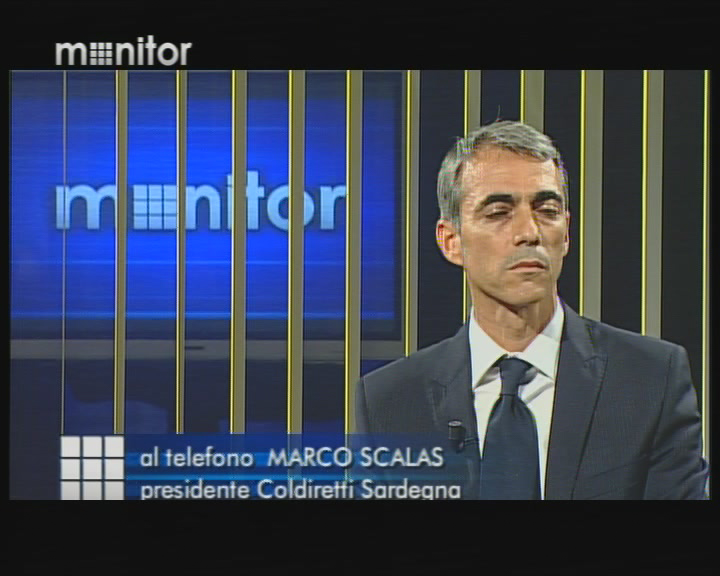 monitor
monitor
al telefono MARCO SCALAS
presidente Coldiretti Sardegna